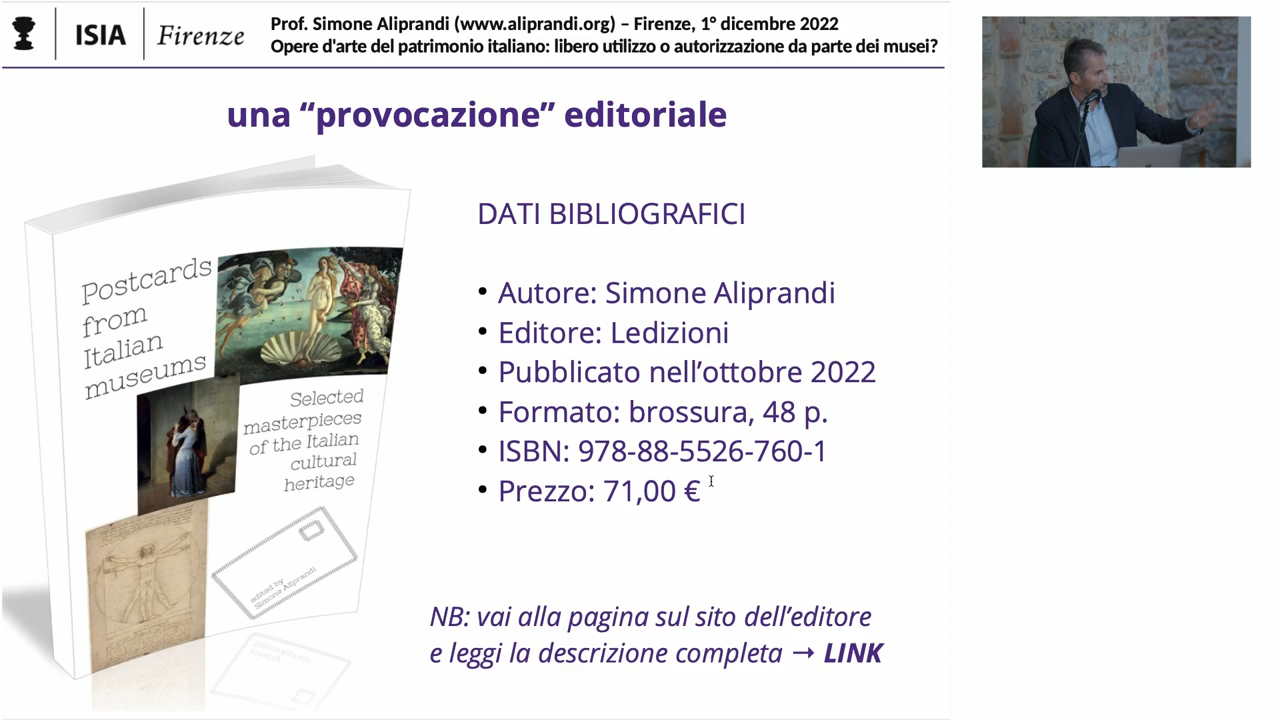 ISIA Firenze
Prof. Simone Aliprandi (www.aliprandi.org) – Firenze, 1° dicembre 2022
Opere d'arte del patrimonio italiano: libero utilizzo o autorizzazione da parte dei musei?
una “provocazione” editoriale
Postcards
from
Italian
museums
Selected
masterpieces
of the Italian
cultural
heritage
edited by
Simone Aliprandi
DATI BIBLIOGRAFICI
• Autore: Simone Aliprandi
• Editore: Ledizioni
• Pubblicato nell’ottobre 2022
• Formato: brossura, 48 p.
• ISBN: 978-88-5526-760-1
• Prezzo: 71,00 €
NB: vai alla pagina sul sito dell’editore
e leggi la descrizione completa → LINK